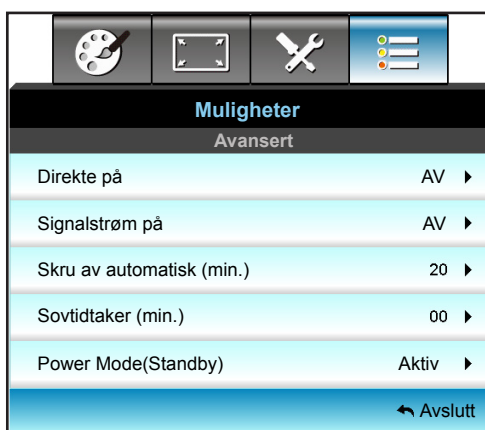 Muligheter
Avansert
Direkte på AV
Signalstrøm på AV
Skru av automatisk (min.) 20
Sovtidtaker (min.) 00
Power Mode(Standby) Aktiv
Avslutt